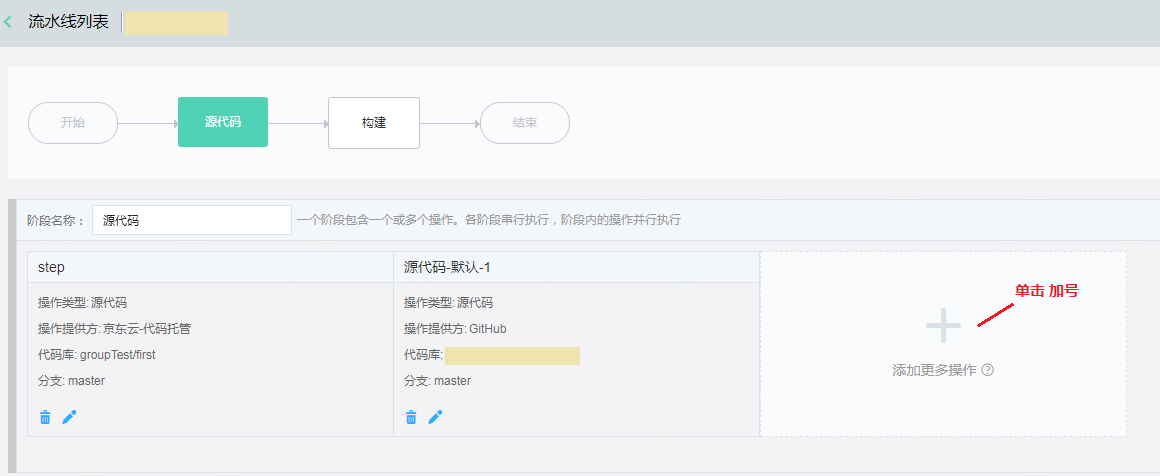 流水线列表
开始
源代码
构建
结束
阶段名称： 源代码 一个阶段包含一个或多个操作。各阶段串行执行，阶段内的操作并行执行
step
操作类型: 源代码
操作提供方: 京东云-代码托管
代码库: groupTest/first
分支: master
源代码-默认-1
操作类型: 源代码
操作提供方: GitHub
代码库:
分支: master
单击 加号
添加更多操作 ?